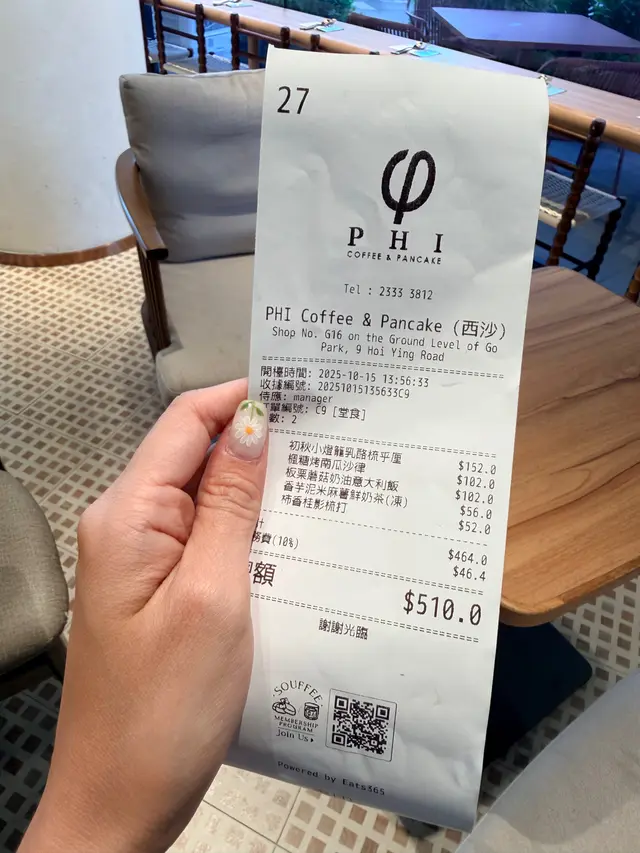 27
PHI
COFFEE & PANCAKE
Tel : 2333 3812
PHI Coffee & Pancake (西沙)
Shop No. G16 on the Ground Level of Go
Park, 9 Hoi Ying Road
開檯時間: 2025-10-15 13:56:33
收據編號: 20251015135633C9
侍應: manager
單編號: C9 [堂食]
數: 2
初秋小燈籠乳酪梳乎厘 $152.0
楓糖烤南瓜沙律 $102.0
板栗蘑菇奶油意大利飯 $102.0
香芋泥米麻薯鮮奶茶(凍) $56.0
柿香桂影梳打 $52.0
計 $464.0
務費(10%) $46.4
額 $510.0
謝謝光臨
SOUFFEE
MEMBERSHIP
PROGRAM
Join Us
Powered by Eats365